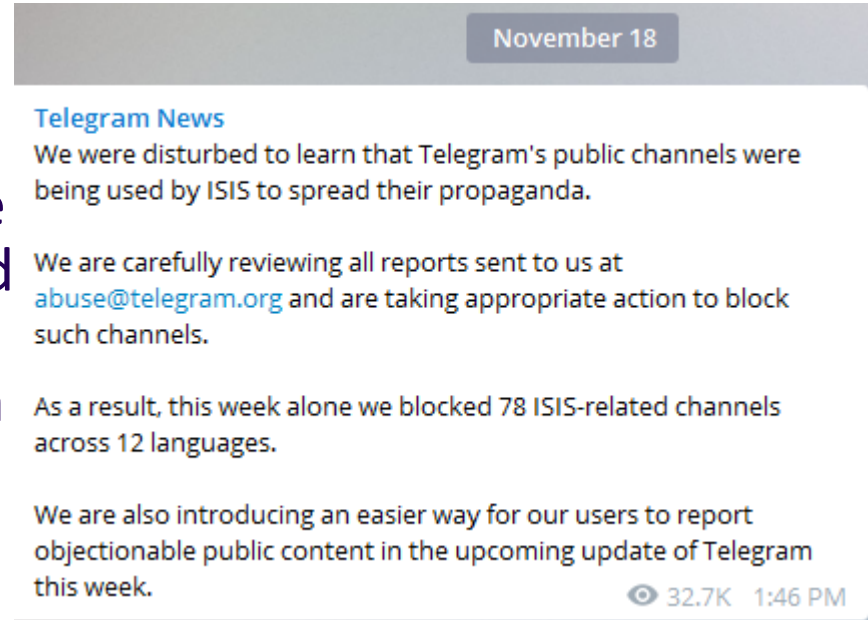 November 18
Telegram News
We were disturbed to learn that Telegram's public channels were
being used by ISIS to spread their propaganda.
We are carefully reviewing all reports sent to us at
abuse@telegram.org and are taking appropriate action to block
such channels.
As a result, this week alone we blocked 78 ISIS-related channels
across 12 languages.
We are also introducing an easier way for our users to report
objectionable public content in the upcoming update of Telegram
this week.
32.7K 1:46 PM